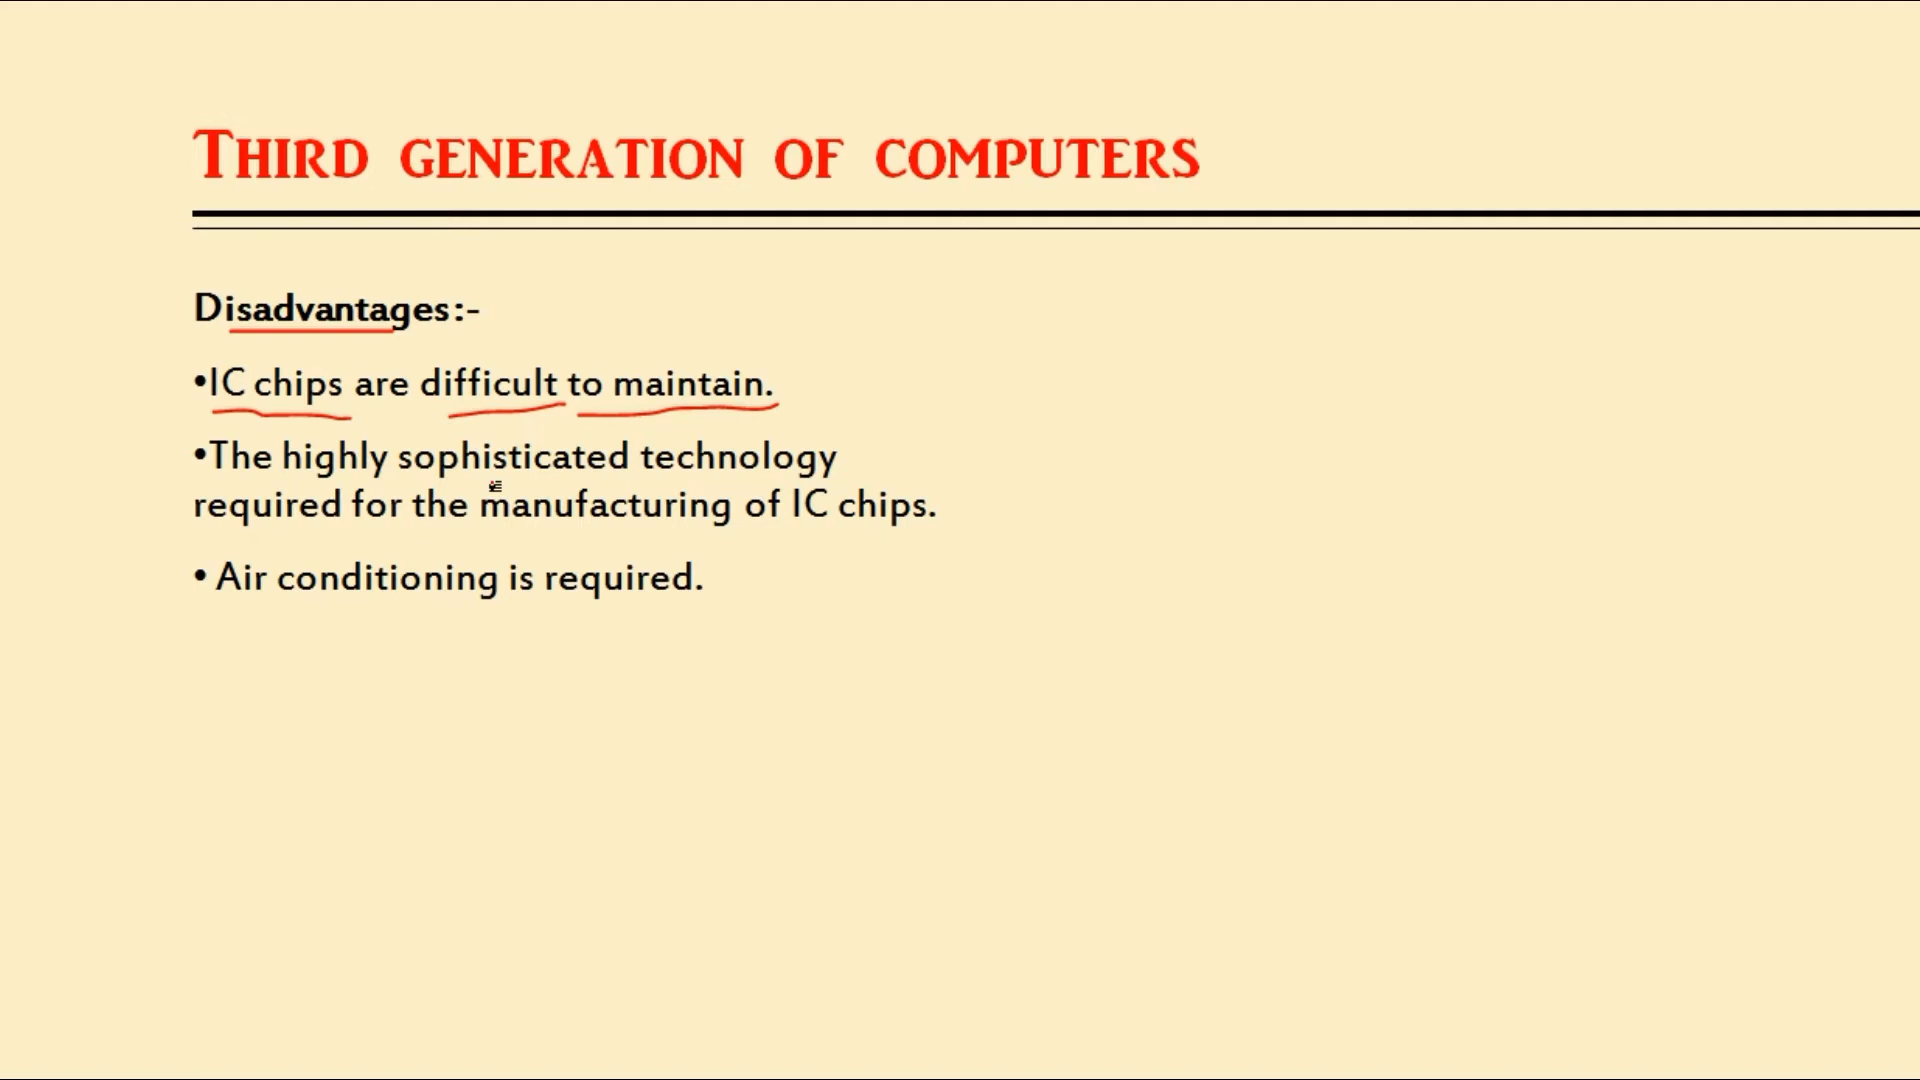 THIRD GENERATION OF COMPUTERS
Disadvantages:-
•IC chips are difficult to maintain.
•The highly sophisticated technology
required for the manufacturing of IC chips.
• Air conditioning is required.